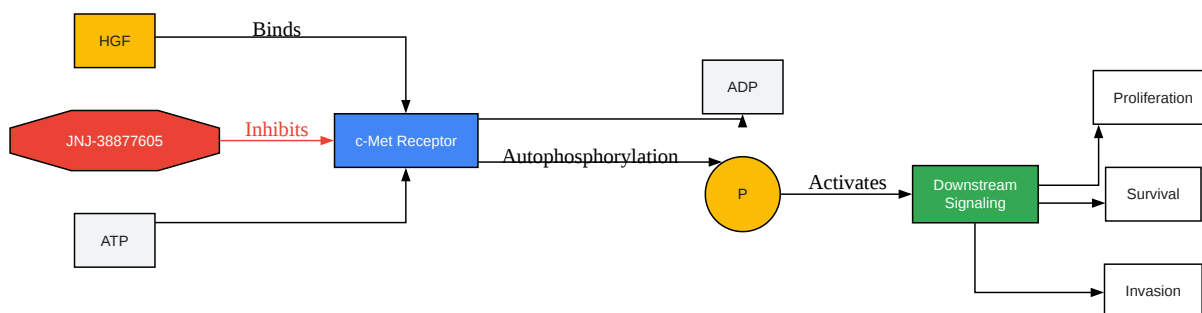 HGF
Binds
JNJ-38877605
Inhibits
c-Met Receptor
ATP
ADP
Autophosphorylation
P
Activates
Downstream
Signaling
Proliferation
Survival
Invasion